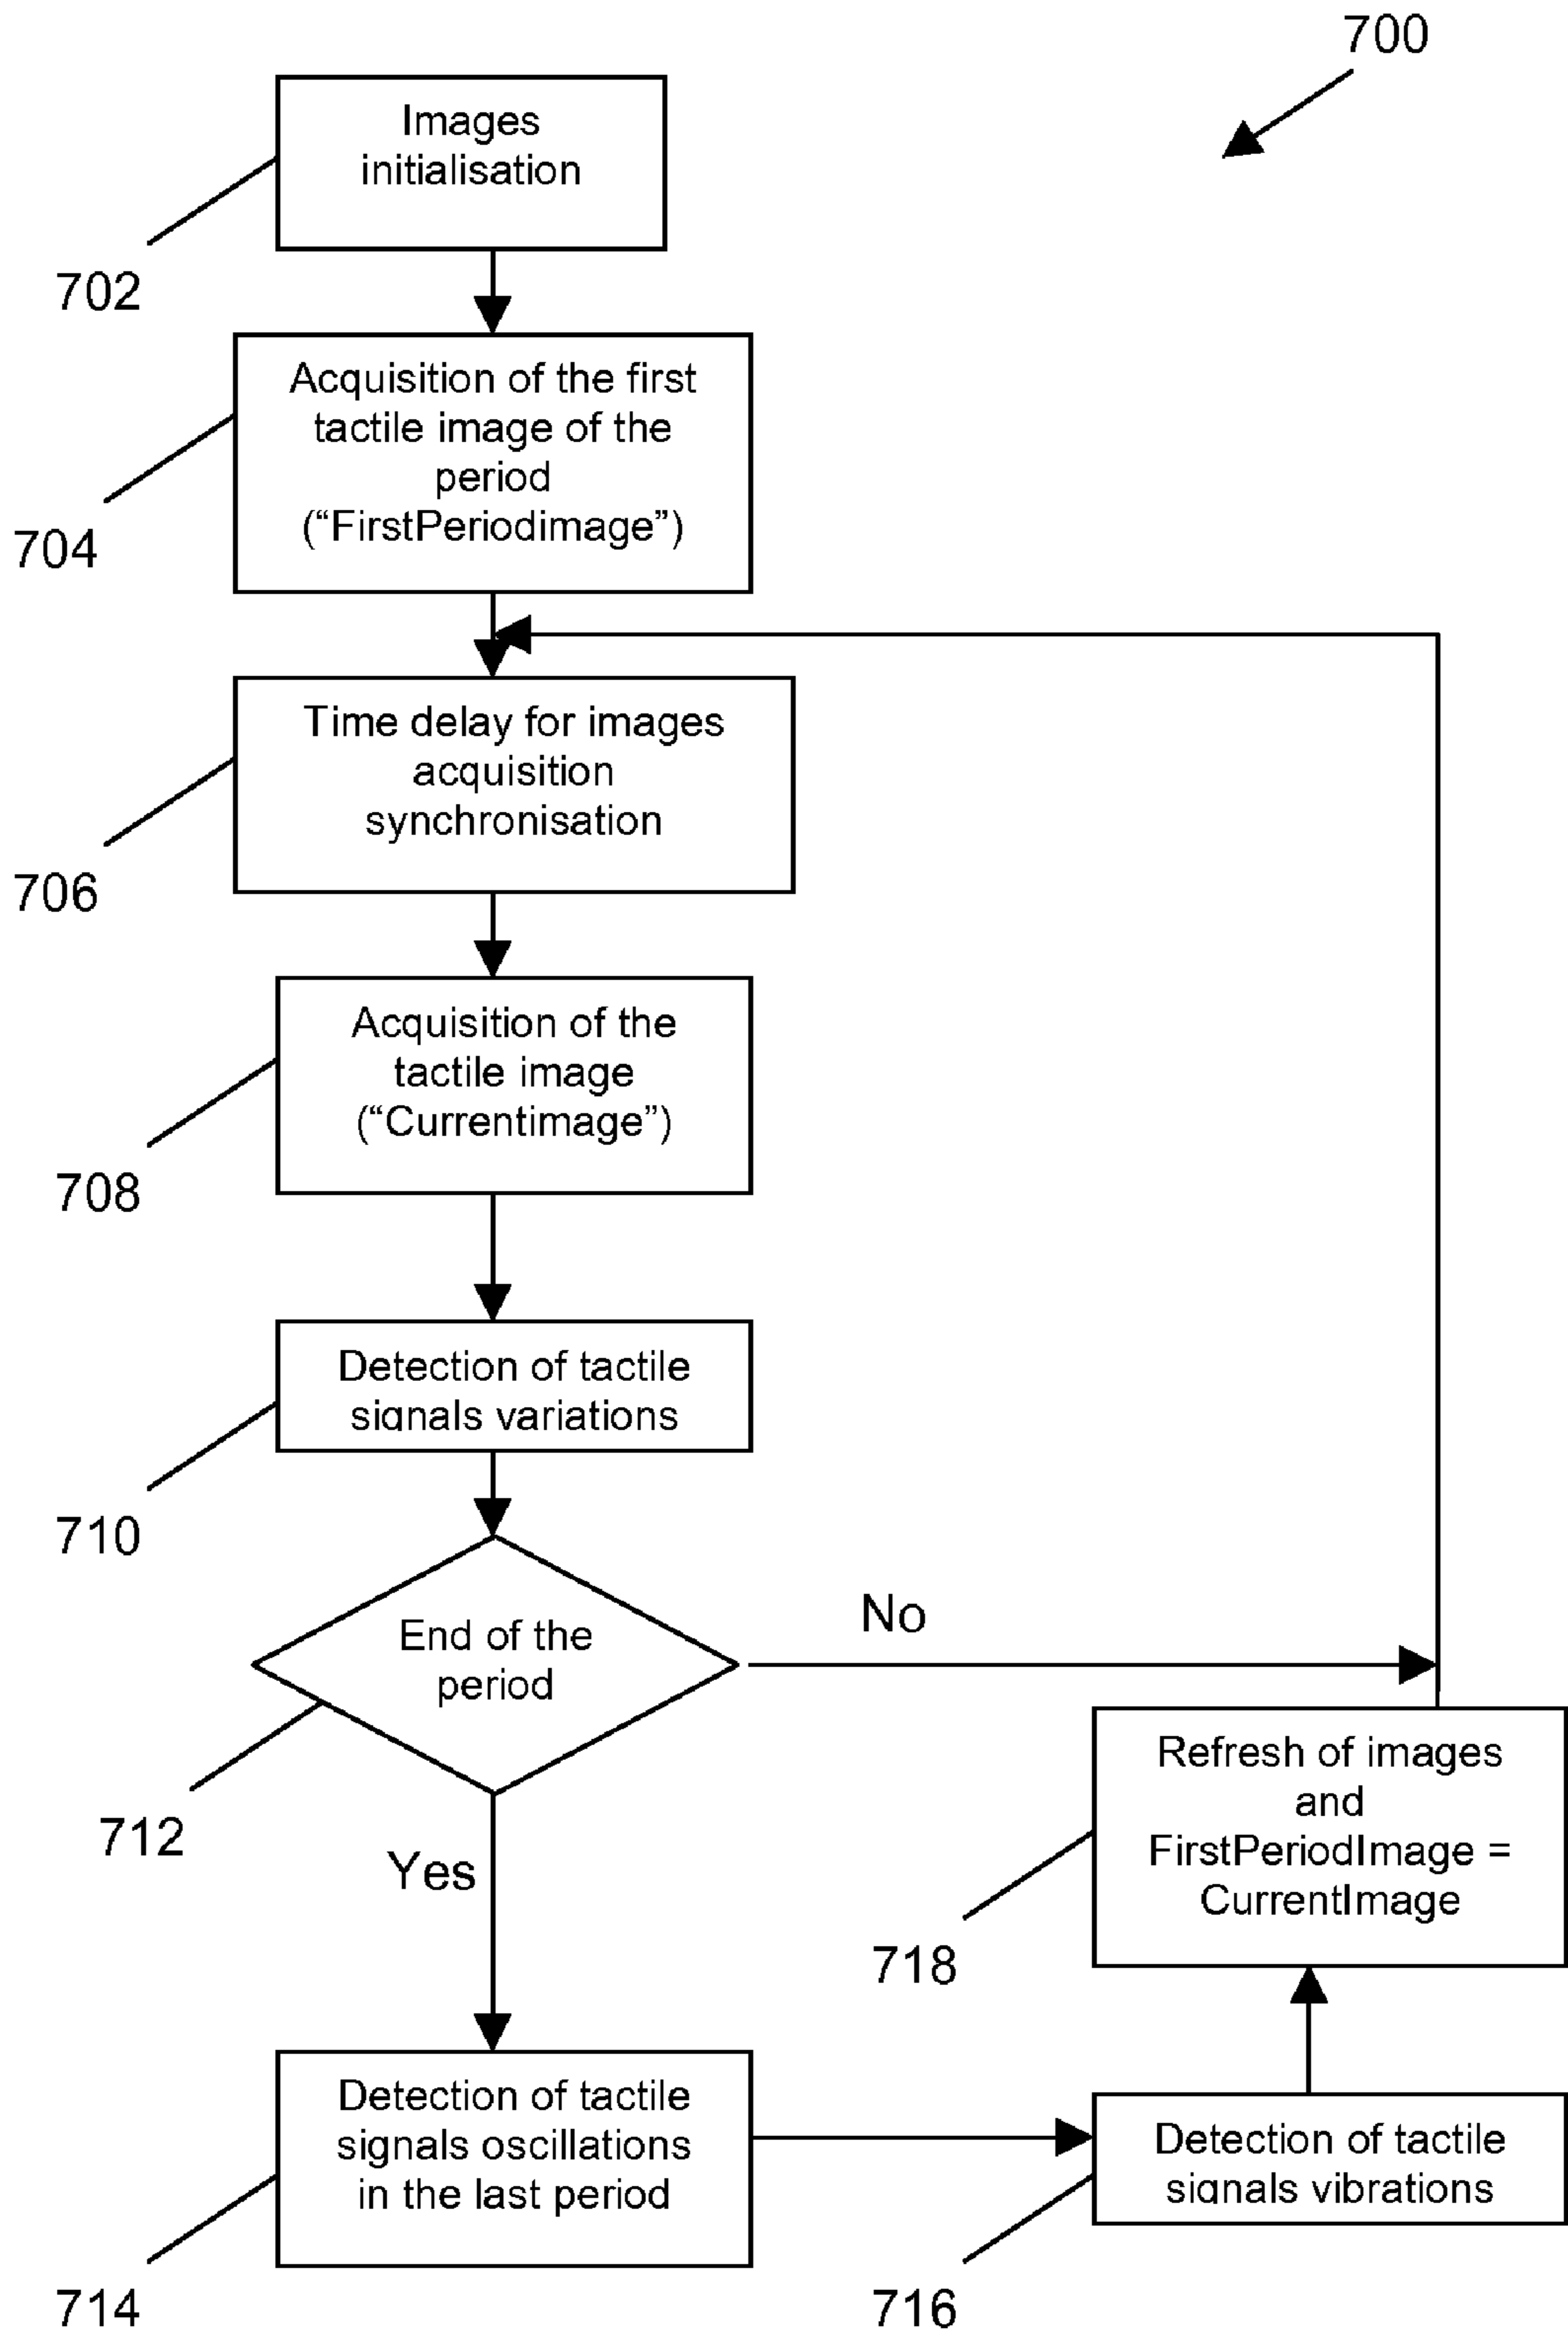 700
Images
initialisation
702
Acquisition of the first
tactile image of the
period
(“FirstPeriodimage”)
704
Time delay for images
acquisition
synchronisation
706
Acquisition of the
tactile image
(“Currentimage”)
708
Detection of tactile
signals variations
710
End of the
period
No
712
Yes
Refresh of images
and
FirstPeriodImage =
CurrentImage
718
Detection of tactile
signals oscillations
in the last period
714
Detection of tactile
signals vibrations
716